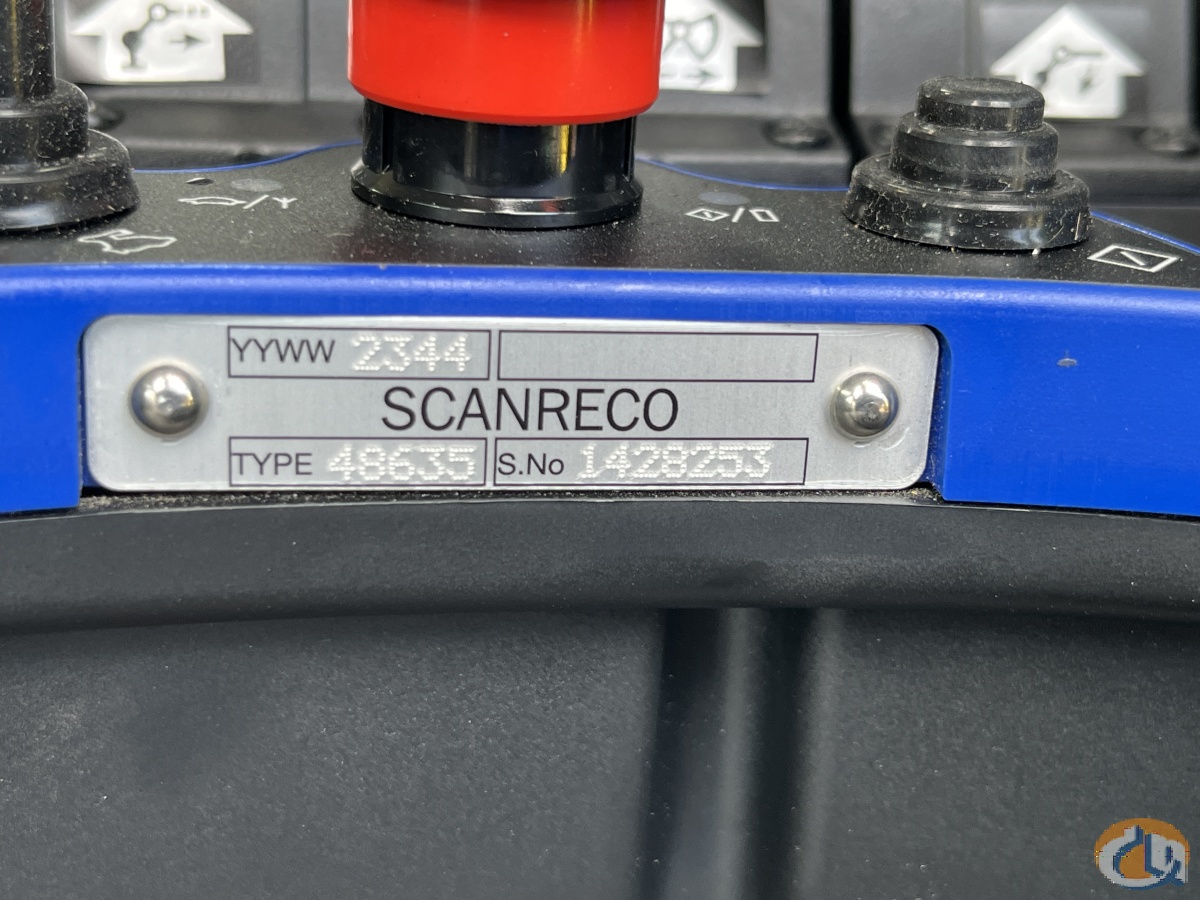 YYWW 2344
SCANRECO
TYPE 48635 S.No 1428253